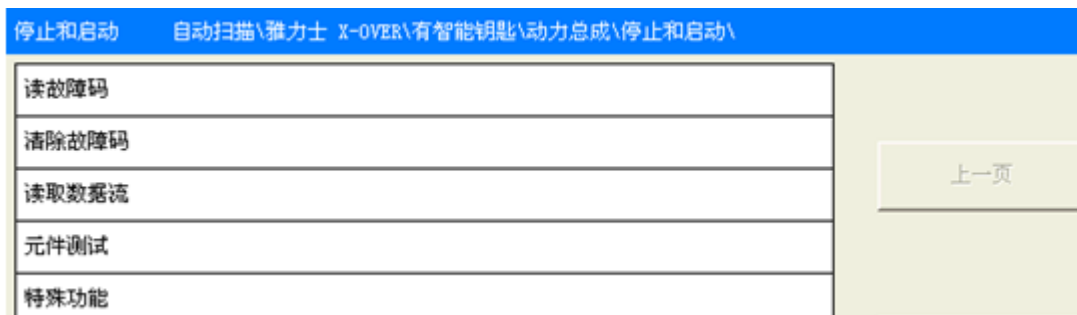 停止和启动 自动扫描\雅力士 X-OVER\有智能钥匙\动力总成\停止和启动\
读故障码
清除故障码
读取数据流
上一页
元件测试
特殊功能